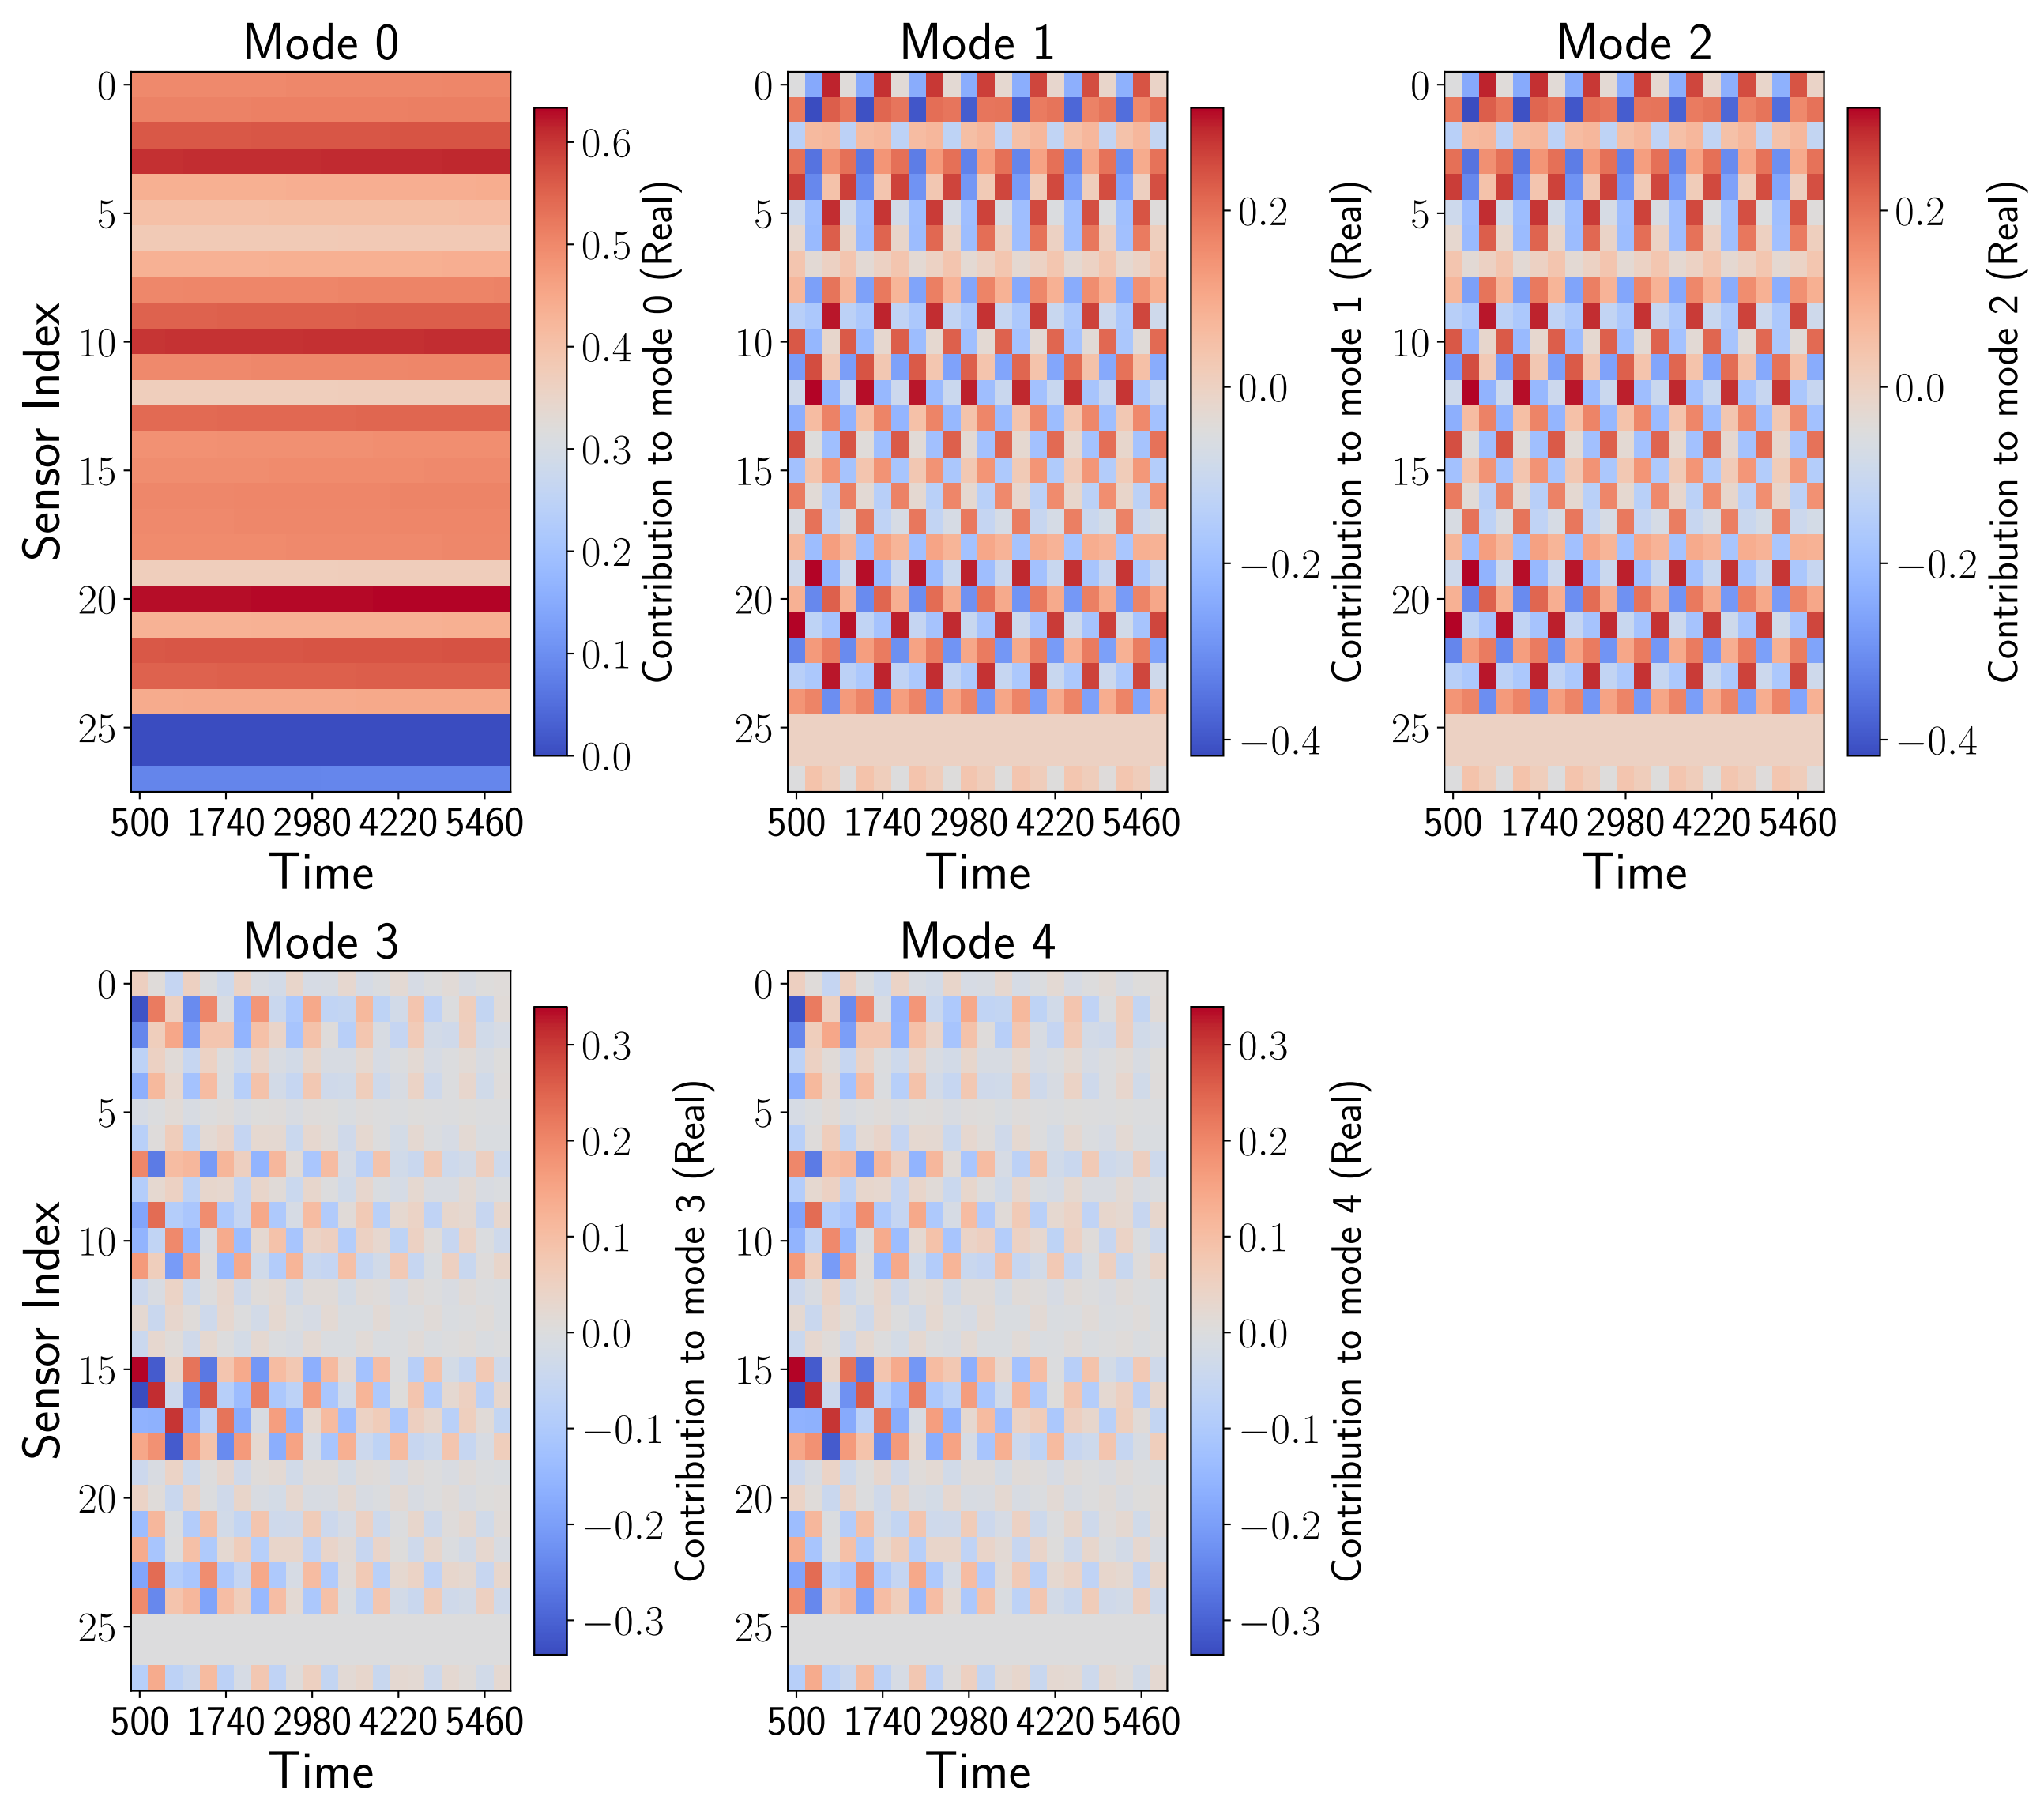 Mode 0
Sensor Index
0
5
10
15
20
25
500 1740 2980 4220 5460
Time
0.6
0.5
0.4
0.3
0.2
0.1
0.0
Contribution to mode 0 (Real)
Mode 1
0
5
10
15
20
25
500 1740 2980 4220 5460
Time
0.2
0.0
−0.2
−0.4
Contribution to mode 1 (Real)
Mode 2
0
5
10
15
20
25
500 1740 2980 4220 5460
Time
0.2
0.0
−0.2
−0.4
Contribution to mode 2 (Real)
Mode 3
Sensor Index
0
5
10
15
20
25
500 1740 2980 4220 5460
Time
0.3
0.2
0.1
0.0
−0.1
−0.2
−0.3
Contribution to mode 3 (Real)
Mode 4
0
5
10
15
20
25
500 1740 2980 4220 5460
Time
0.3
0.2
0.1
0.0
−0.1
−0.2
−0.3
Contribution to mode 4 (Real)